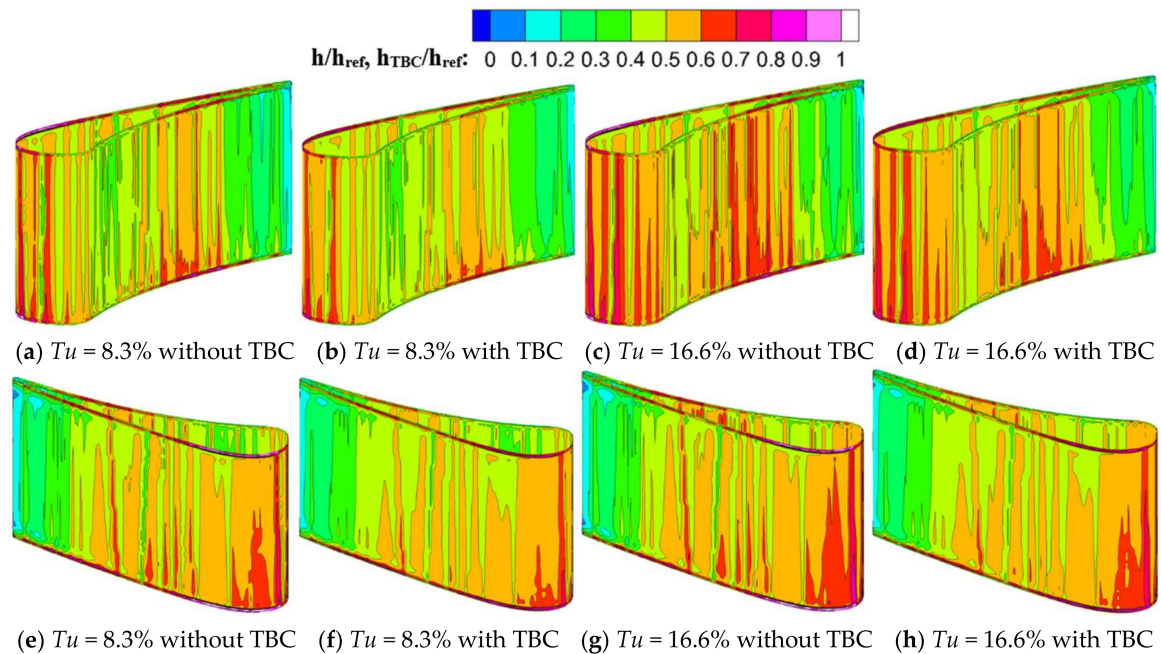 h/href, hTBC/href: 0 0.1 0.2 0.3 0.4 0.5 0.6 0.7 0.8 0.9 1
(a) Tu = 8.3% without TBC (b) Tu = 8.3% with TBC (c) Tu = 16.6% without TBC (d) Tu = 16.6% with TBC
(e) Tu = 8.3% without TBC (f) Tu = 8.3% with TBC (g) Tu = 16.6% without TBC (h) Tu = 16.6% with TBC